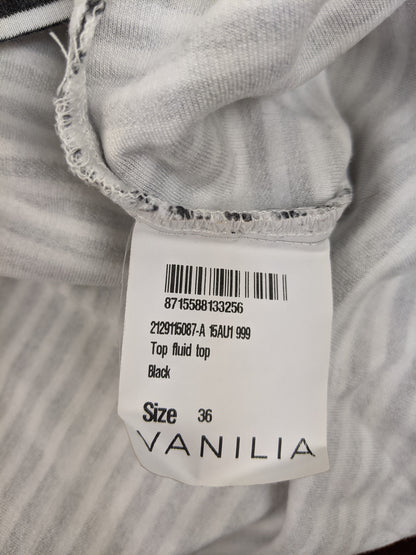 8715588133256
2129115087-A 15AU1 999
Top fluid top
Black
Size 36
VANILIA